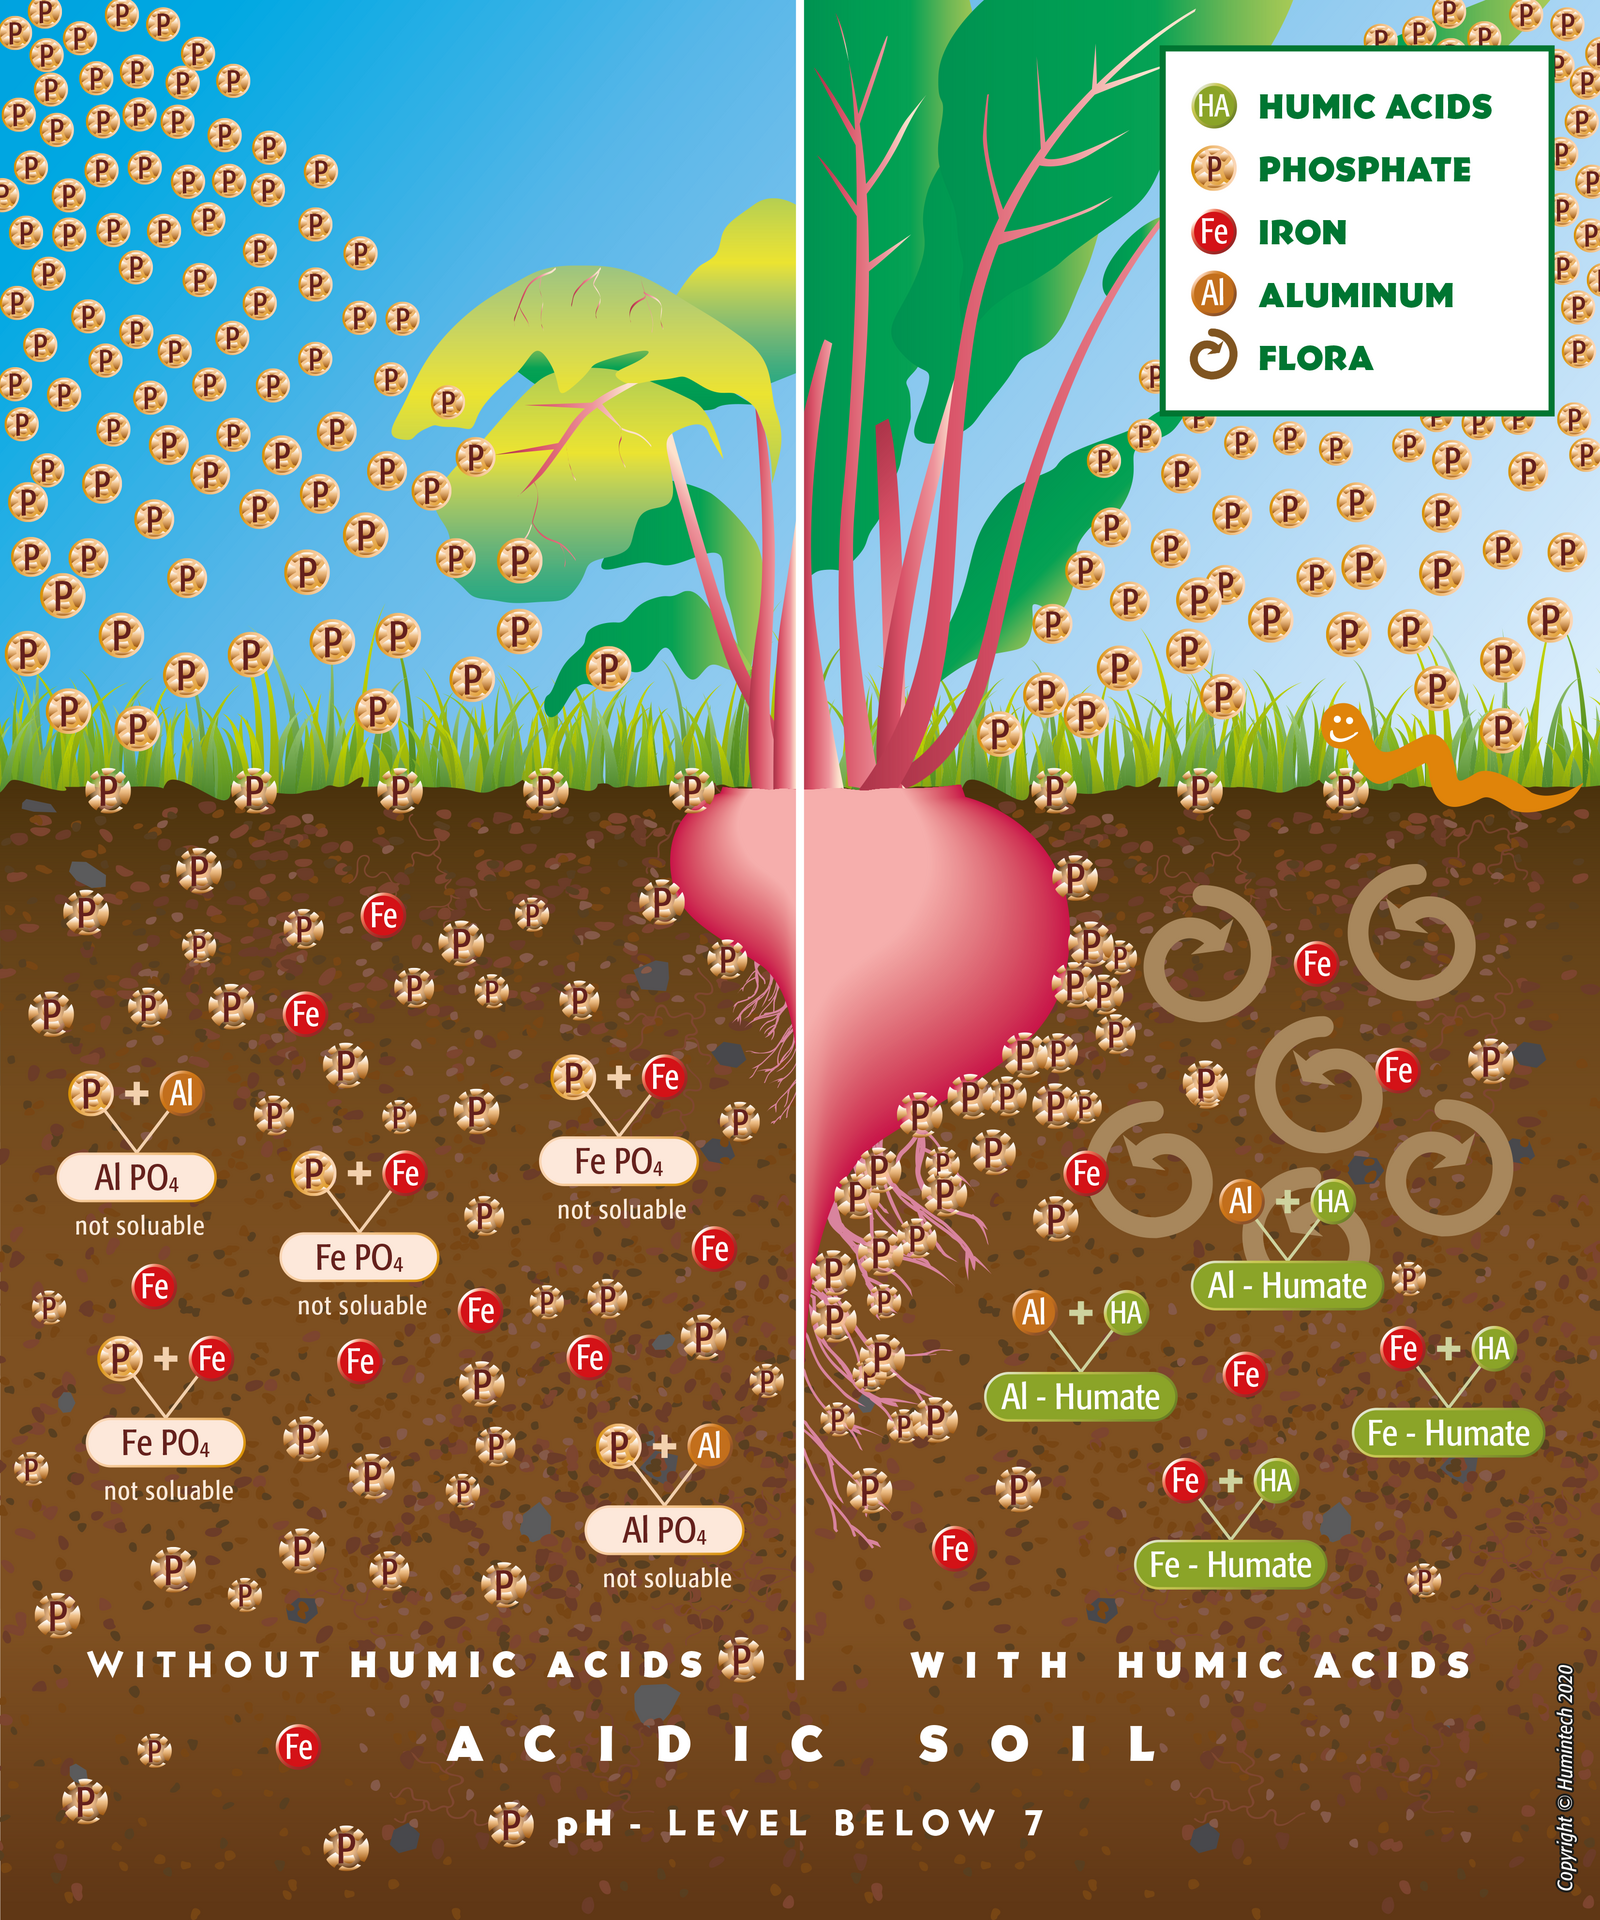 HA HUMIC ACIDS
P PHOSPHATE
Fe IRON
Al ALUMINUM
FLORA
P + Al
Al PO₄
not soluable
P + Fe
Fe PO₄
not soluable
P + Fe
Fe PO₄
not soluable
P + Fe
Fe PO₄
not soluable
P + Al
Al PO₄
not soluable
Al + HA
Al - Humate
Al + HA
Al - Humate
Fe + HA
Fe - Humate
Fe + HA
Fe - Humate
WITHOUT HUMIC ACIDS
WITH HUMIC ACIDS
ACIDIC SOIL
pH - LEVEL BELOW 7
Copyright © Humintech 2020